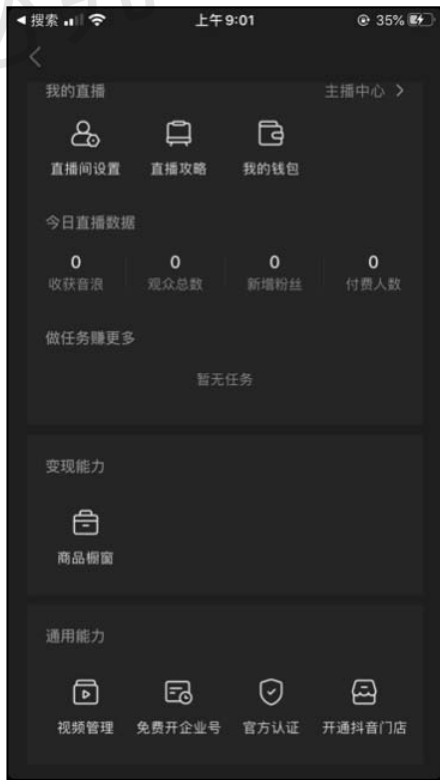 搜索 上午9:01 35%
我的直播 主播中心
直播间设置 直播攻略 我的钱包
今日直播数据
0 0 0 0
收获音浪 观众总数 新增粉丝 付费人数
做任务赚更多
暂无任务
变现能力
商品橱窗
通用能力
视频管理 免费开企业号 官方认证 开通抖音门店